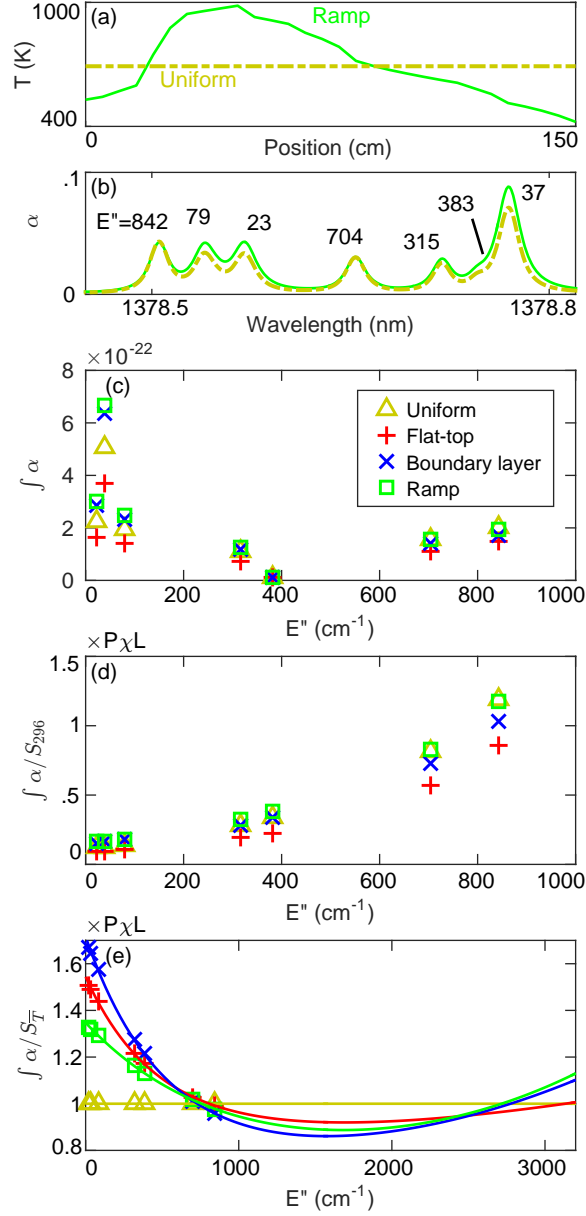 (a)
1000
T (K)
400
Ramp
Uniform
0
150
Position (cm)
(b)
.1
α
0
E"=842
79
23
704
315
383
37
1378.5
1378.8
Wavelength (nm)
×10-22
(c)
8
6
4
2
0
∫ α
Uniform
Flat-top
Boundary layer
Ramp
0
200
400
600
800
1000
E" (cm-1)
×PχL
(d)
1.5
1
.5
0
∫ α/S296
0
200
400
600
800
1000
E" (cm-1)
×PχL
(e)
1.6
1.4
1.2
1
0.8
∫ α/ST̅
0
1000
2000
3000
E" (cm-1)